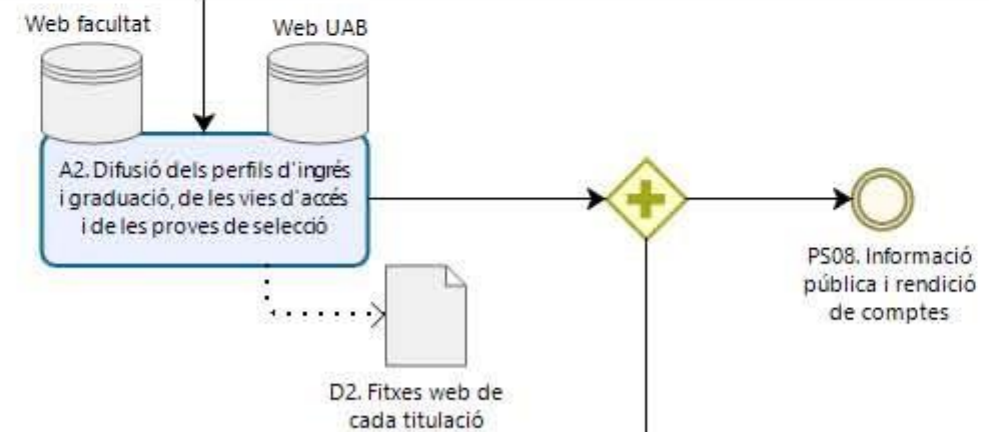 Web facultat
Web UAB
A2. Difusió dels perfils d'ingrés
i graduació, de les vies d'accés
i de les proves de selecció
PS08. Informació
pública i rendició
de comptes
D2. Fitxes web de
cada titulació